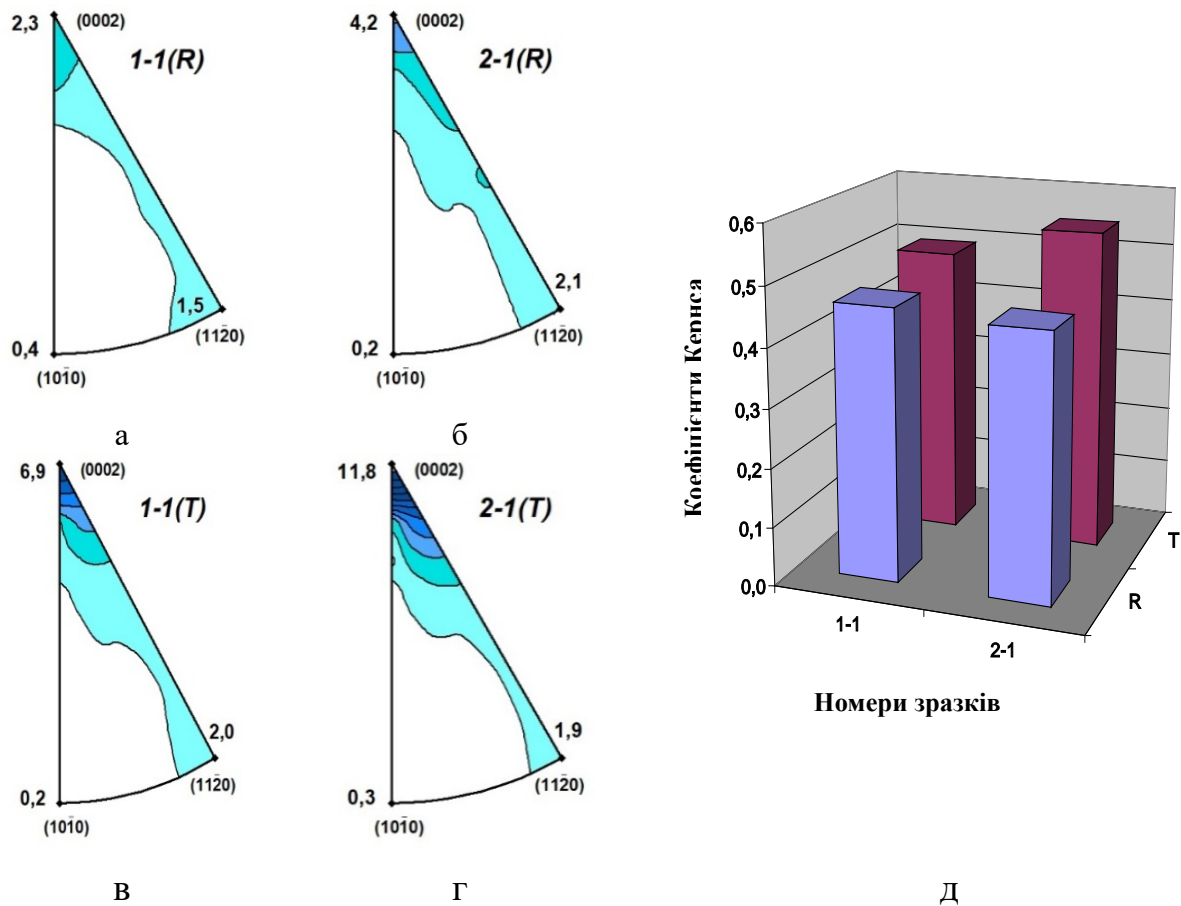 2,3 (0002)
1-1(R)
0,4
1,5
(112̄0)
(101̄0)
а
4,2 (0002)
2-1(R)
0,2
2,1
(112̄0)
(101̄0)
б
6,9 (0002)
1-1(T)
0,2
2,0
(112̄0)
(101̄0)
в
11,8 (0002)
2-1(T)
0,3
1,9
(112̄0)
(101̄0)
г
Коефіцієнти Кернса
0,6
0,5
0,4
0,3
0,2
0,1
0,0
1-1
2-1
R
T
Номери зразків
д